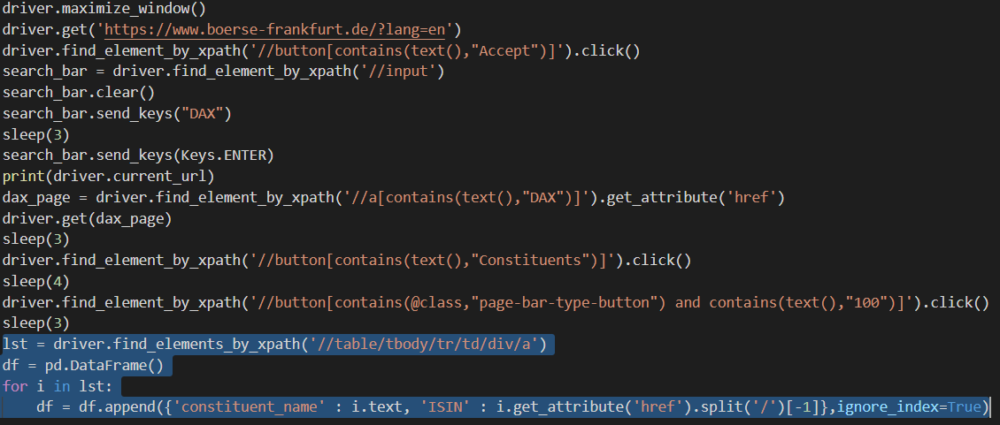 driver.maximize_window()
driver.get('https://www.boerse-frankfurt.de/?lang=en')
driver.find_element_by_xpath('//button[contains(text(),"Accept")]').click()
search_bar = driver.find_element_by_xpath('//input')
search_bar.clear()
search_bar.send_keys("DAX")
sleep(3)
search_bar.send_keys(Keys.ENTER)
print(driver.current_url)
dax_page = driver.find_element_by_xpath('//a[contains(text(),"DAX")]').get_attribute('href')
driver.get(dax_page)
sleep(3)
driver.find_element_by_xpath('//button[contains(text(),"Constituents")]').click()
sleep(4)
driver.find_element_by_xpath('//button[contains(@class,"page-bar-type-button") and contains(text(),"100")]').click()
sleep(3)
lst = driver.find_elements_by_xpath('//table/tbody/tr/td/div/a')
df = pd.DataFrame()
for i in lst:
    df = df.append({'constituent_name' : i.text, 'ISIN' : i.get_attribute('href').split('/')[-1]},ignore_index=True)